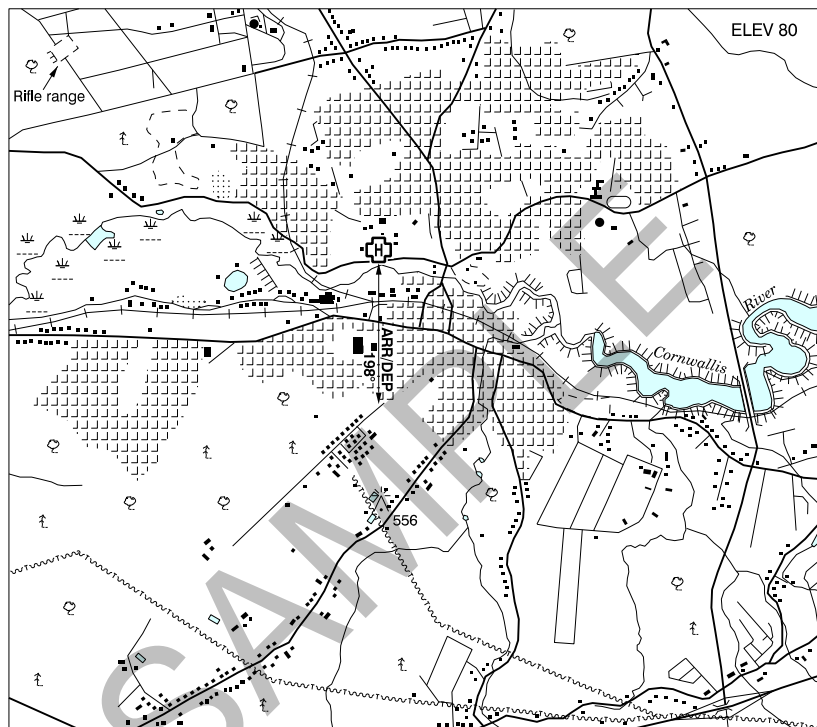 ELEV 80
Rifle range
H
River
Cornwallis
ARR DEP
198°
556
SAMPLE